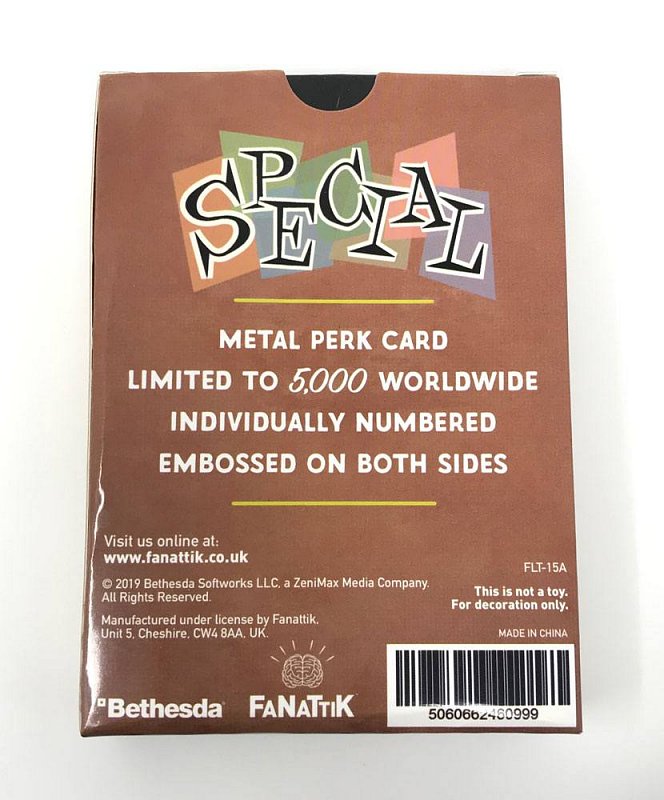 SPECIAL
METAL PERK CARD
LIMITED TO 5,000 WORLDWIDE
INDIVIDUALLY NUMBERED
EMBOSSED ON BOTH SIDES
Visit us online at:
www.fanattik.co.uk
© 2019 Bethesda Softworks LLC, a ZeniMax Media Company.
All Rights Reserved.
Manufactured under license by Fanattik,
Unit 5, Cheshire, CW4 8AA, UK.
FLT-15A
This is not a toy.
For decoration only.
MADE IN CHINA
Bethesda
FANATTIK
5060662460999